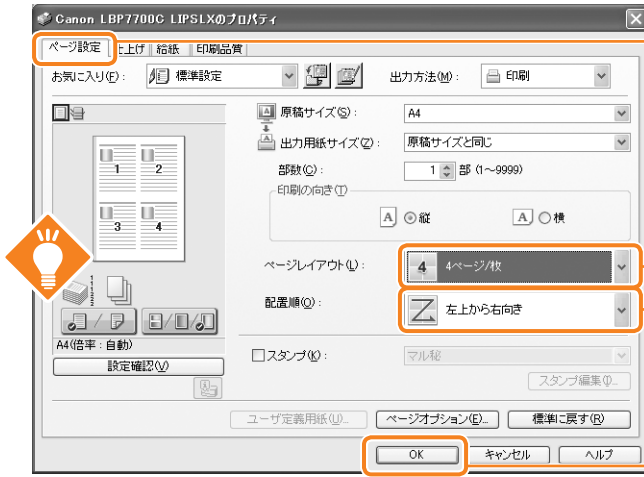 Canon LBP7700C LIPSLXのプロパティ
ページ設定 仕上げ 給紙 印刷品質
お気に入り(F): 標準設定 出力方法(M): 印刷
原稿サイズ(S): A4
出力用紙サイズ(Z): 原稿サイズと同じ
部数(C): 1 部 (1～9999)
印刷の向き(T)
A 縦 A 横
1 2
3 4
ページレイアウト(L): 4 4ページ/枚
配置順(O): 左上から右向き
A4(倍率:自動)
設定確認(V)
スタンプ(K): マル秘
スタンプ編集(I)...
ユーザ定義用紙(U)... ページオプション(E)... 標準に戻す(R)
OK キャンセル ヘルプ